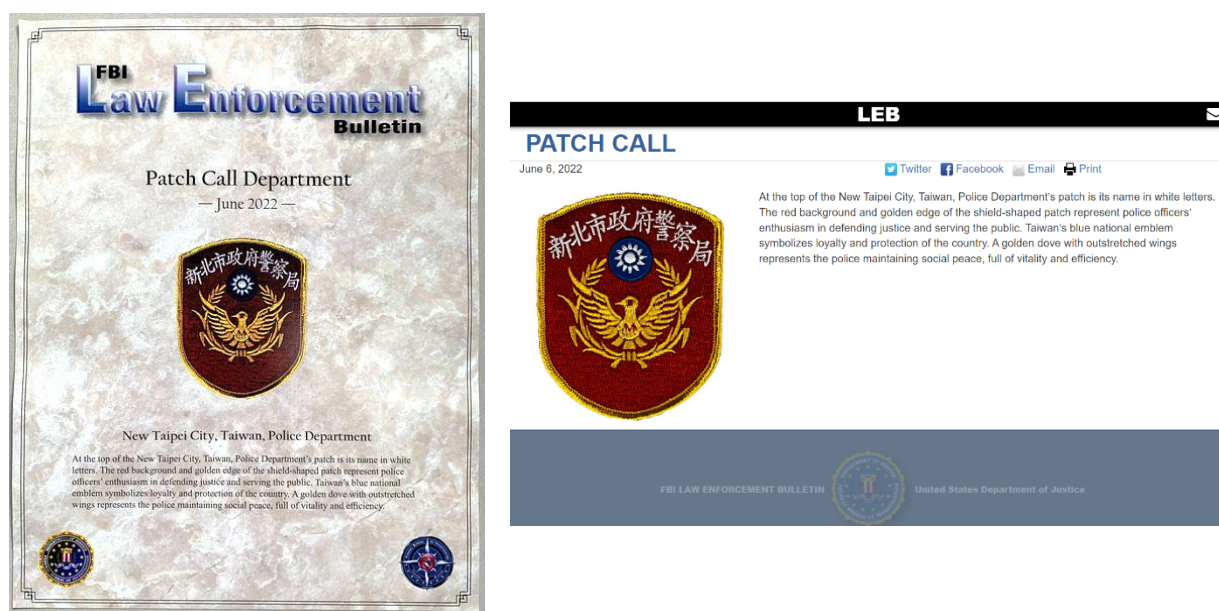 FBI
Law Enforcement
Bulletin
Patch Call Department
— June 2022 —
新北市政府警察局
New Taipei City, Taiwan, Police Department
At the top of the New Taipei City, Taiwan, Police Department's patch is its name in white
letters. The red background and golden edge of the shield-shaped patch represent police
officers' enthusiasm in defending justice and serving the public. Taiwan's blue national
emblem symbolizes loyalty and protection of the country. A golden dove with outstretched
wings represents the police maintaining social peace, full of vitality and efficiency.
LEB
PATCH CALL
June 6, 2022
Twitter Facebook Email Print
新北市政府警察局
At the top of the New Taipei City, Taiwan, Police Department's patch is its name in white letters.
The red background and golden edge of the shield-shaped patch represent police officers'
enthusiasm in defending justice and serving the public. Taiwan's blue national emblem
symbolizes loyalty and protection of the country. A golden dove with outstretched wings
represents the police maintaining social peace, full of vitality and efficiency.
FBI LAW ENFORCEMENT BULLETIN
United States Department of Justice